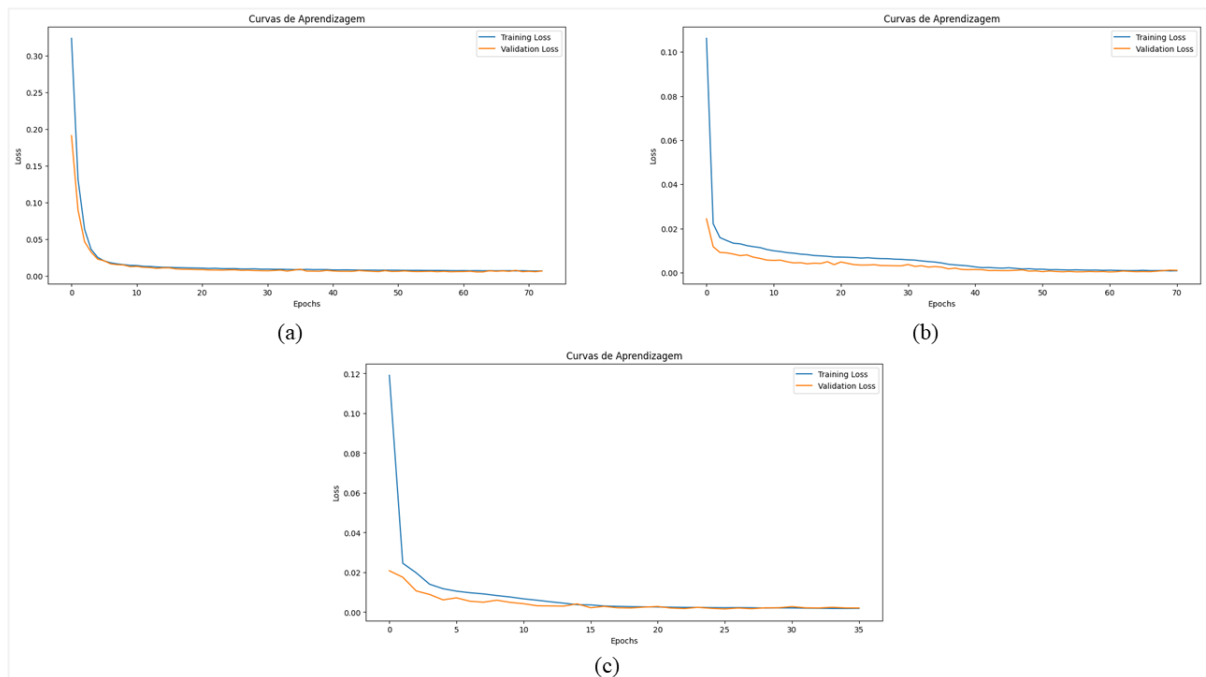 Curvas de Aprendizagem
Training Loss
Validation Loss
0.30
0.25
0.20
0.15
0.10
0.05
0.00
Loss
0 10 20 30 40 50 60 70
Epochs
(a)
Curvas de Aprendizagem
Training Loss
Validation Loss
0.10
0.08
0.06
0.04
0.02
0.00
Loss
0 10 20 30 40 50 60 70
Epochs
(b)
Curvas de Aprendizagem
Training Loss
Validation Loss
0.12
0.10
0.08
0.06
0.04
0.02
0.00
Loss
0 5 10 15 20 25 30 35
Epochs
(c)